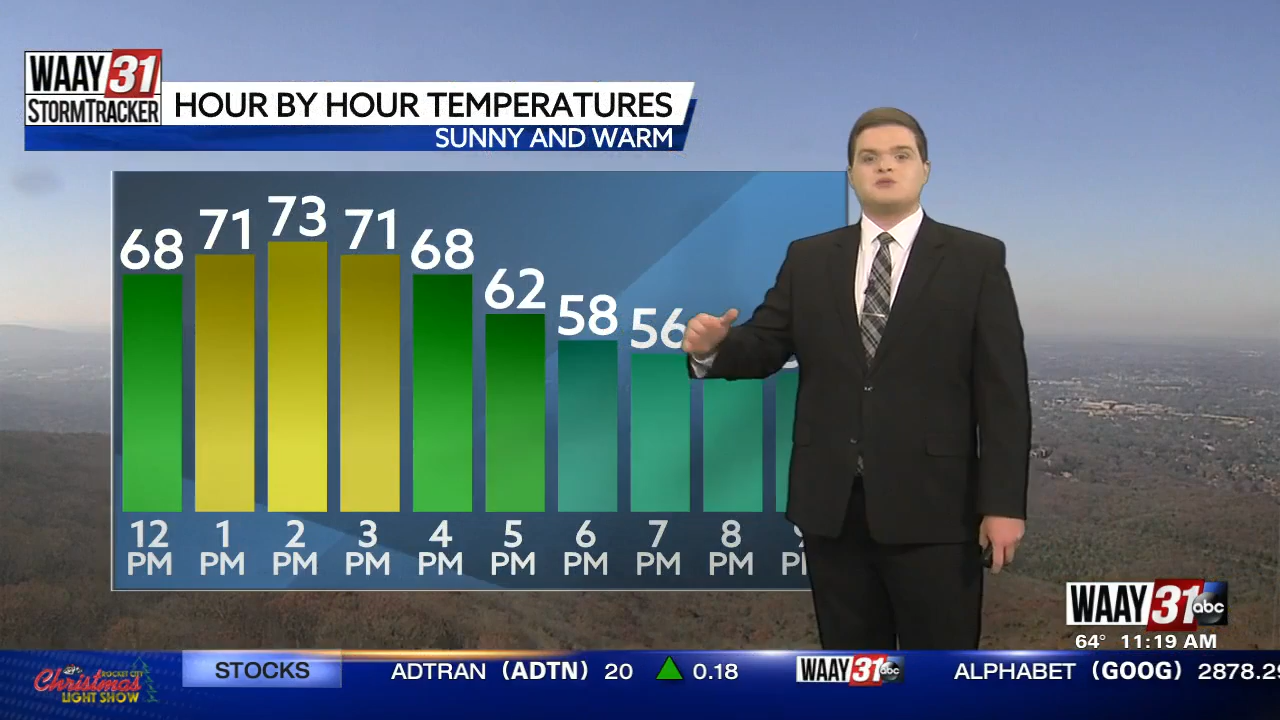 WAAY 31
STORMTRACKER
HOUR BY HOUR TEMPERATURES
SUNNY AND WARM
68 71 73 71 68 62 58 56
12 1 2 3 4 5 6 7 8
PM PM PM PM PM PM PM PM PM
WAAY 31 abc
64° 11:19 AM
ROCKET CITY
Christmas
LIGHT SHOW
STOCKS ADTRAN (ADTN) 20 0.18 WAAY 31 abc ALPHABET (GOOG) 2878.29